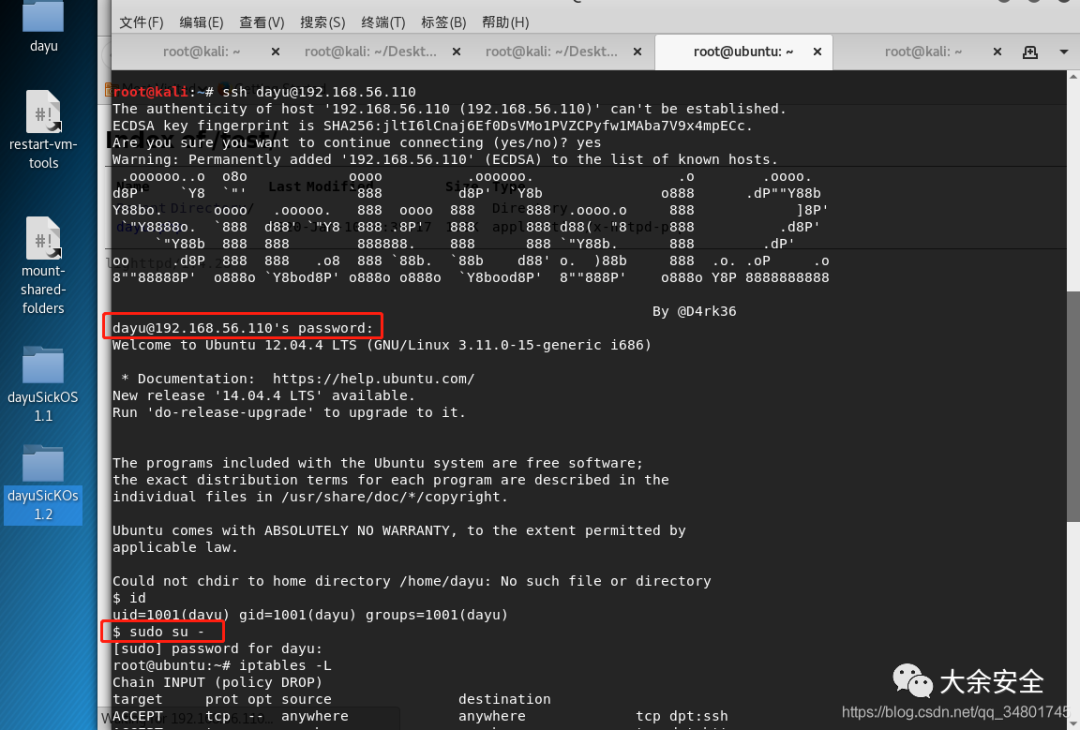 dayu
restart-vm-
tools
mount-
shared-
folders
dayuSickOS
1.1
dayuSicKOs
1.2
文件(F) 编辑(E) 查看(V) 搜索(S) 终端(T) 标签(B) 帮助(H)
root@kali: ~ × root@kali: ~/Deskt... × root@kali: ~/Deskt... × root@ubuntu: ~ × root@kali: ~ ×
root@kali:~# ssh dayu@192.168.56.110
The authenticity of host '192.168.56.110 (192.168.56.110)' can't be established.
ECDSA key fingerprint is SHA256:jltI6lCnaj6Ef0DsVMo1PVZCPyfw1MAba7V9x4mpECc.
Are you sure you want to continue connecting (yes/no)? yes
Warning: Permanently added '192.168.56.110' (ECDSA) to the list of known hosts.
By @D4rk36
dayu@192.168.56.110's password:
Welcome to Ubuntu 12.04.4 LTS (GNU/Linux 3.11.0-15-generic i686)
* Documentation: https://help.ubuntu.com/
New release '14.04.4 LTS' available.
Run 'do-release-upgrade' to upgrade to it.
The programs included with the Ubuntu system are free software;
the exact distribution terms for each program are described in the
individual files in /usr/share/doc/*/copyright.
Ubuntu comes with ABSOLUTELY NO WARRANTY, to the extent permitted by
applicable law.
Could not chdir to home directory /home/dayu: No such file or directory
$ id
uid=1001(dayu) gid=1001(dayu) groups=1001(dayu)
$ sudo su -
[sudo] password for dayu:
root@ubuntu:~# iptables -L
Chain INPUT (policy DROP)
target prot opt source destination
ACCEPT tcp -- anywhere anywhere tcp dpt:ssh
大余安全
https://blog.csdn.net/qq_34801745